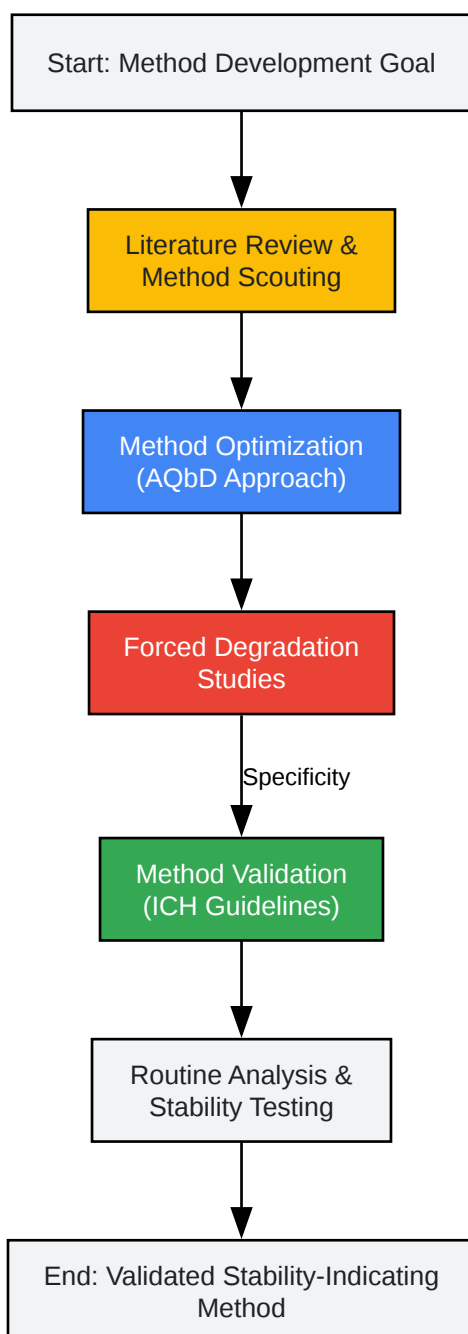 Start: Method Development Goal
Literature Review &
Method Scouting
Method Optimization
(AQbD Approach)
Forced Degradation
Studies
Specificity
Method Validation
(ICH Guidelines)
Routine Analysis &
Stability Testing
End: Validated Stability-Indicating
Method